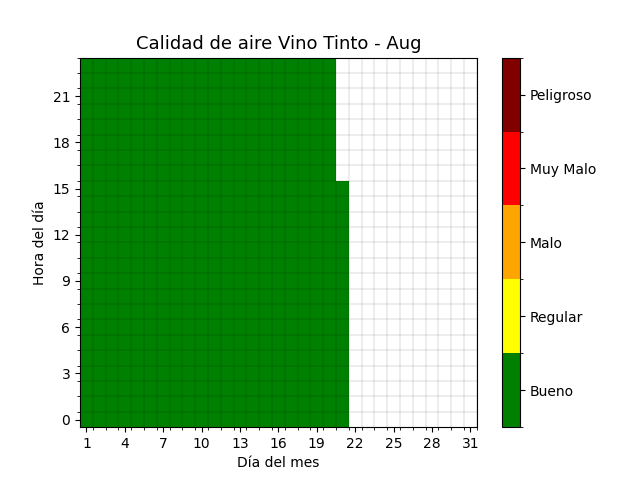 Calidad de aire Vino Tinto - Aug
Peligroso
Muy Malo
Malo
Regular
Bueno
Hora del día
21
18
15
12
9
6
3
0
1 4 7 10 13 16 19 22 25 28 31
Día del mes